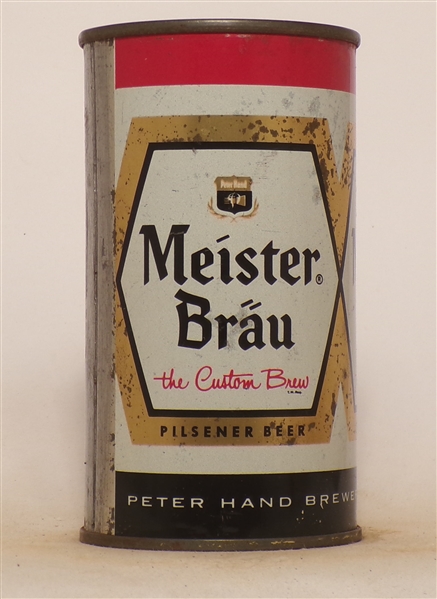 Peter Hand
Meister®
Bräu
the Custom Brew
PILSENER BEER
PETER HAND BREWE